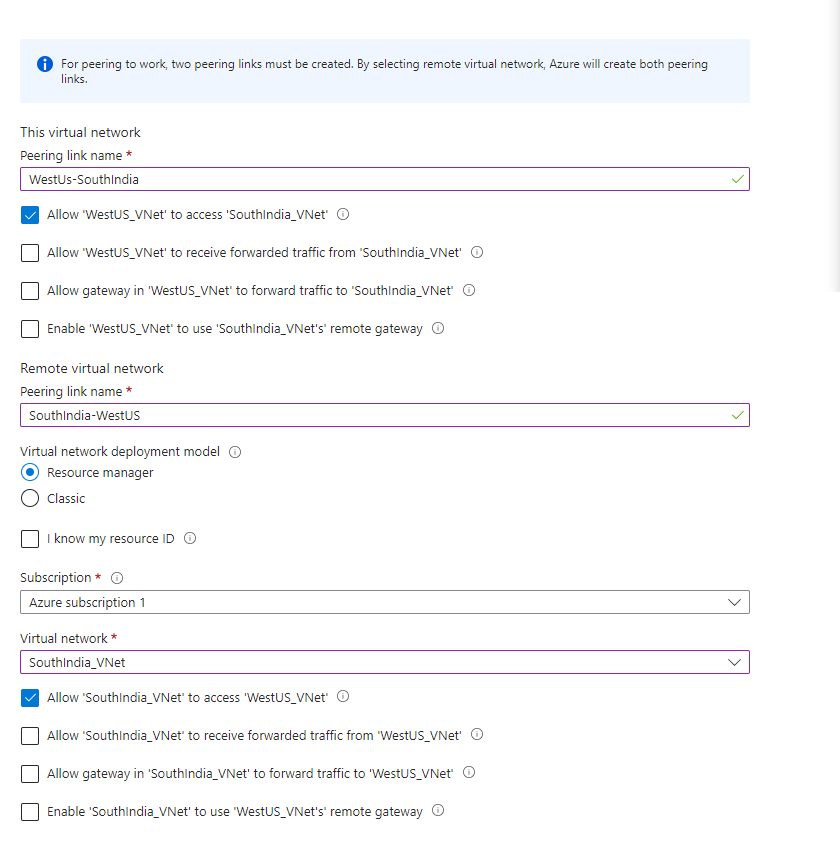 For peering to work, two peering links must be created. By selecting remote virtual network, Azure will create both peering
links.
This virtual network
Peering link name *
WestUs-SouthIndia
Allow 'WestUS_VNet' to access 'SouthIndia_VNet'
Allow 'WestUS_VNet' to receive forwarded traffic from 'SouthIndia_VNet'
Allow gateway in 'WestUS_VNet' to forward traffic to 'SouthIndia_VNet'
Enable 'WestUS_VNet' to use 'SouthIndia_VNet's' remote gateway
Remote virtual network
Peering link name *
SouthIndia-WestUS
Virtual network deployment model
Resource manager
Classic
I know my resource ID
Subscription *
Azure subscription 1
Virtual network *
SouthIndia_VNet
Allow 'SouthIndia_VNet' to access 'WestUS_VNet'
Allow 'SouthIndia_VNet' to receive forwarded traffic from 'WestUS_VNet'
Allow gateway in 'SouthIndia_VNet' to forward traffic to 'WestUS_VNet'
Enable 'SouthIndia_VNet' to use 'WestUS_VNet's' remote gateway